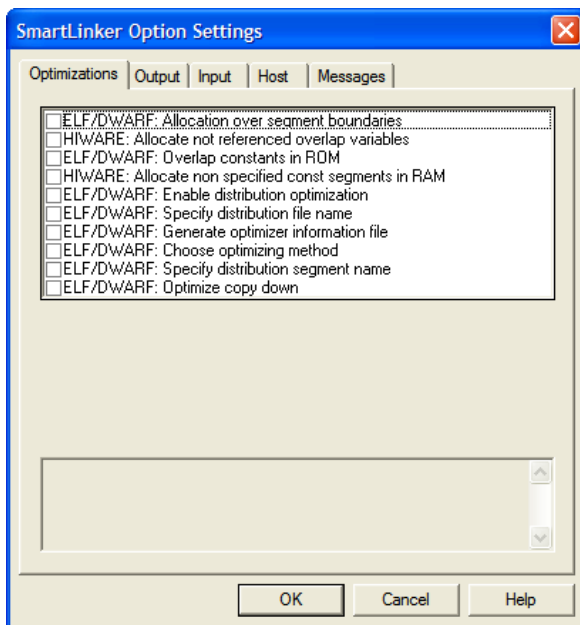 SmartLinker Option Settings
Optimizations Output Input Host Messages
ELF/DWARF: Allocation over segment boundaries
HIWARE: Allocate not referenced overlap variables
ELF/DWARF: Overlap constants in ROM
HIWARE: Allocate non specified const segments in RAM
ELF/DWARF: Enable distribution optimization
ELF/DWARF: Specify distribution file name
ELF/DWARF: Generate optimizer information file
ELF/DWARF: Choose optimizing method
ELF/DWARF: Specify distribution segment name
ELF/DWARF: Optimize copy down
OK Cancel Help